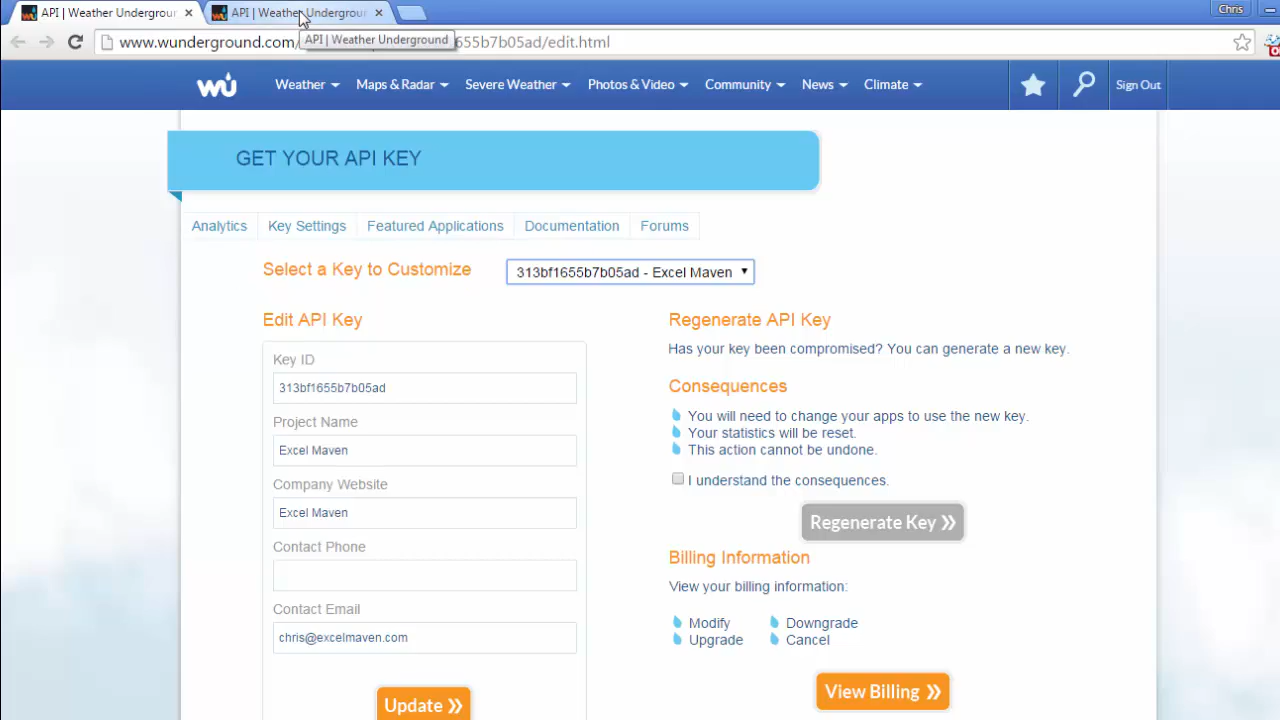 API | Weather Underground
API | Weather Undergroun
Chris
www.wunderground.com/
API | Weather Underground
55b7b05ad/edit.html
wu
Weather
Maps & Radar
Severe Weather
Photos & Video
Community
News
Climate
Sign Out
GET YOUR API KEY
Analytics
Key Settings
Featured Applications
Documentation
Forums
Select a Key to Customize
313bf1655b7b05ad - Excel Maven
Edit API Key
Key ID
313bf1655b7b05ad
Project Name
Excel Maven
Company Website
Excel Maven
Contact Phone
Contact Email
chris@excelmaven.com
Update »
Regenerate API Key
Has your key been compromised? You can generate a new key.
Consequences
You will need to change your apps to use the new key.
Your statistics will be reset.
This action cannot be undone.
I understand the consequences.
Regenerate Key »
Billing Information
View your billing information:
Modify
Downgrade
Upgrade
Cancel
View Billing »